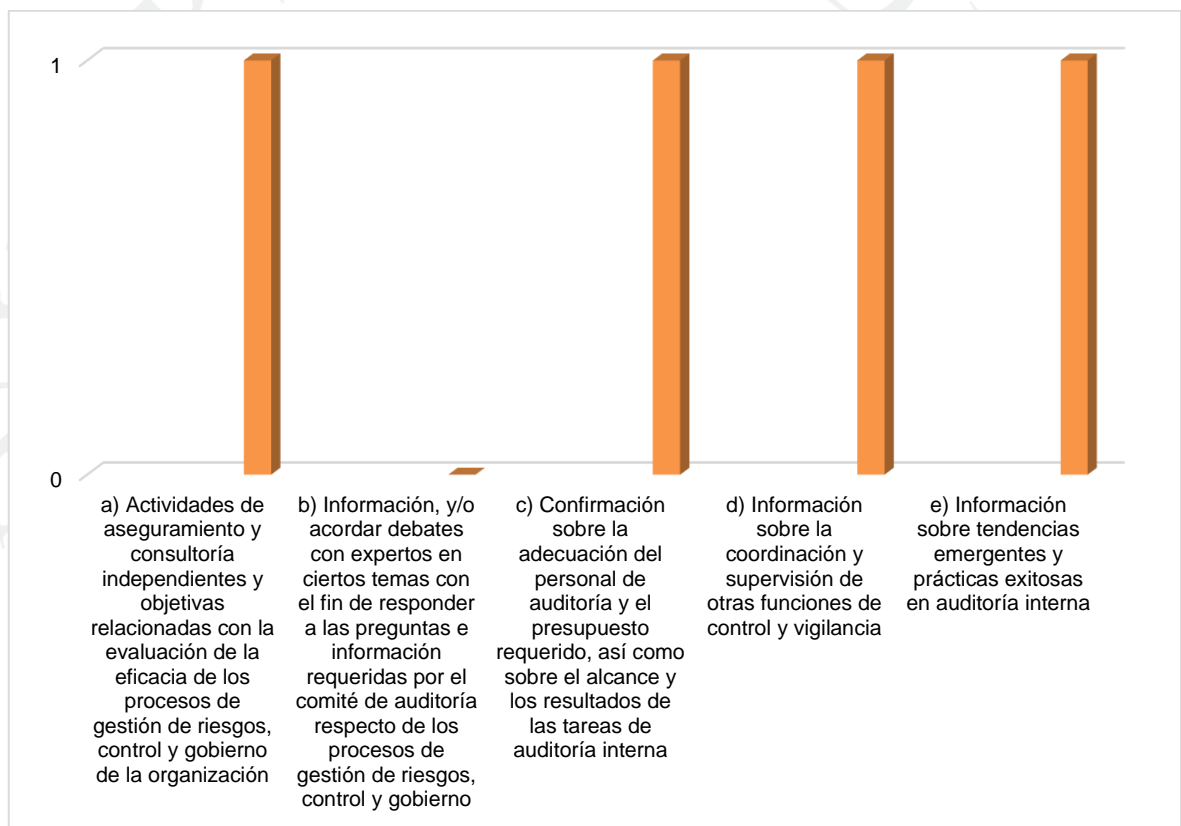 1
0
a) Actividades de
aseguramiento y
consultoría
independientes y
objetivas
relacionadas con la
evaluación de la
eficacia de los
procesos de
gestión de riesgos,
control y gobierno
de la organización
b) Información, y/o
acordar debates
con expertos en
ciertos temas con
el fin de responder
a las preguntas e
información
requeridas por el
comité de auditoría
respecto de los
procesos de
gestión de riesgos,
control y gobierno
c) Confirmación
sobre la
adecuación del
personal de
auditoría y el
presupuesto
requerido, así como
sobre el alcance y
los resultados de
las tareas de
auditoría interna
d) Información
sobre la
coordinación y
supervisión de
otras funciones de
control y vigilancia
e) Información
sobre tendencias
emergentes y
prácticas exitosas
en auditoría interna